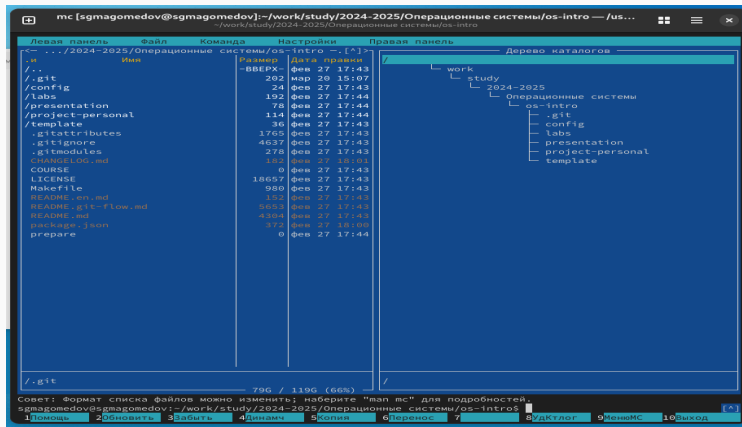 mc [sgmagomedov@sgmagomedov]:~/work/study/2024-2025/Операционные системы/os-intro — /us...
~/work/study/2024-2025/Операционные системы/os-intro
Левая панель Файл Команда Настройки Правая панель
<— .../2024-2025/Операционные системы/os-intro —.[^]>
Дерево каталогов
.и Имя Размер Дата правки
/.. -ВВЕРХ- фев 27 17:43
/.git 202 мар 20 15:07
/config 24 фев 27 17:43
/labs 192 фев 27 17:44
/presentation 78 фев 27 17:44
/project-personal 114 фев 27 17:44
/template 36 фев 27 17:43
.gitattributes 1765 фев 27 17:43
.gitignore 4637 фев 27 17:43
.gitmodules 278 фев 27 17:43
CHANGELOG.md 182 фев 27 18:01
COURSE 0 фев 27 17:43
LICENSE 18657 фев 27 17:43
Makefile 980 фев 27 17:43
README.en.md 152 фев 27 17:43
README.git-flow.md 5653 фев 27 17:43
README.md 4304 фев 27 17:43
package.json 372 фев 27 18:00
prepare 0 фев 27 17:44
/.git
79G / 119G (66%)
/
work
study
2024-2025
Операционные системы
os-intro
.git
config
labs
presentation
project-personal
template
/
Совет: Формат списка файлов можно изменить; наберите "man mc" для подробностей.
sgmagomedov@sgmagomedov:~/work/study/2024-2025/Операционные системы/os-intro$ [^]
1Помощь 2Обновить 3Забыть 4Динамч 5Копия 6Перенос 7 8УдКтлог 9МенюМС 10Выход